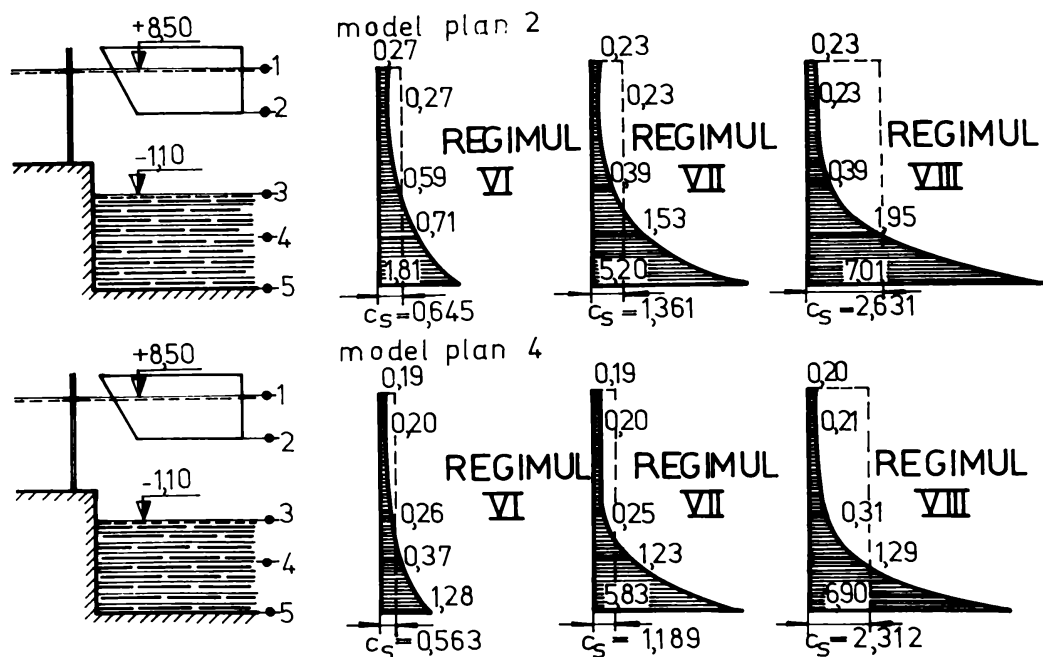 model plan 2
+8,50
1
2
-1,10
3
4
5
0,27
0,27
0,59
0,71
1,81
cs=0,645
REGIMUL
VI
0,23
0,23
0,39
1,53
5,20
cs=1,361
REGIMUL
VII
0,23
0,23
0,39
1,95
7,01
cs=2,631
REGIMUL
VIII
model plan 4
+8,50
1
2
-1,10
3
4
5
0,19
0,20
0,26
0,37
1,28
cs=0,563
REGIMUL
VI
0,19
0,20
0,25
1,23
5,83
cs=1,189
REGIMUL
VII
0,20
0,21
0,31
1,29
6,90
cs=2,312
REGIMUL
VIII